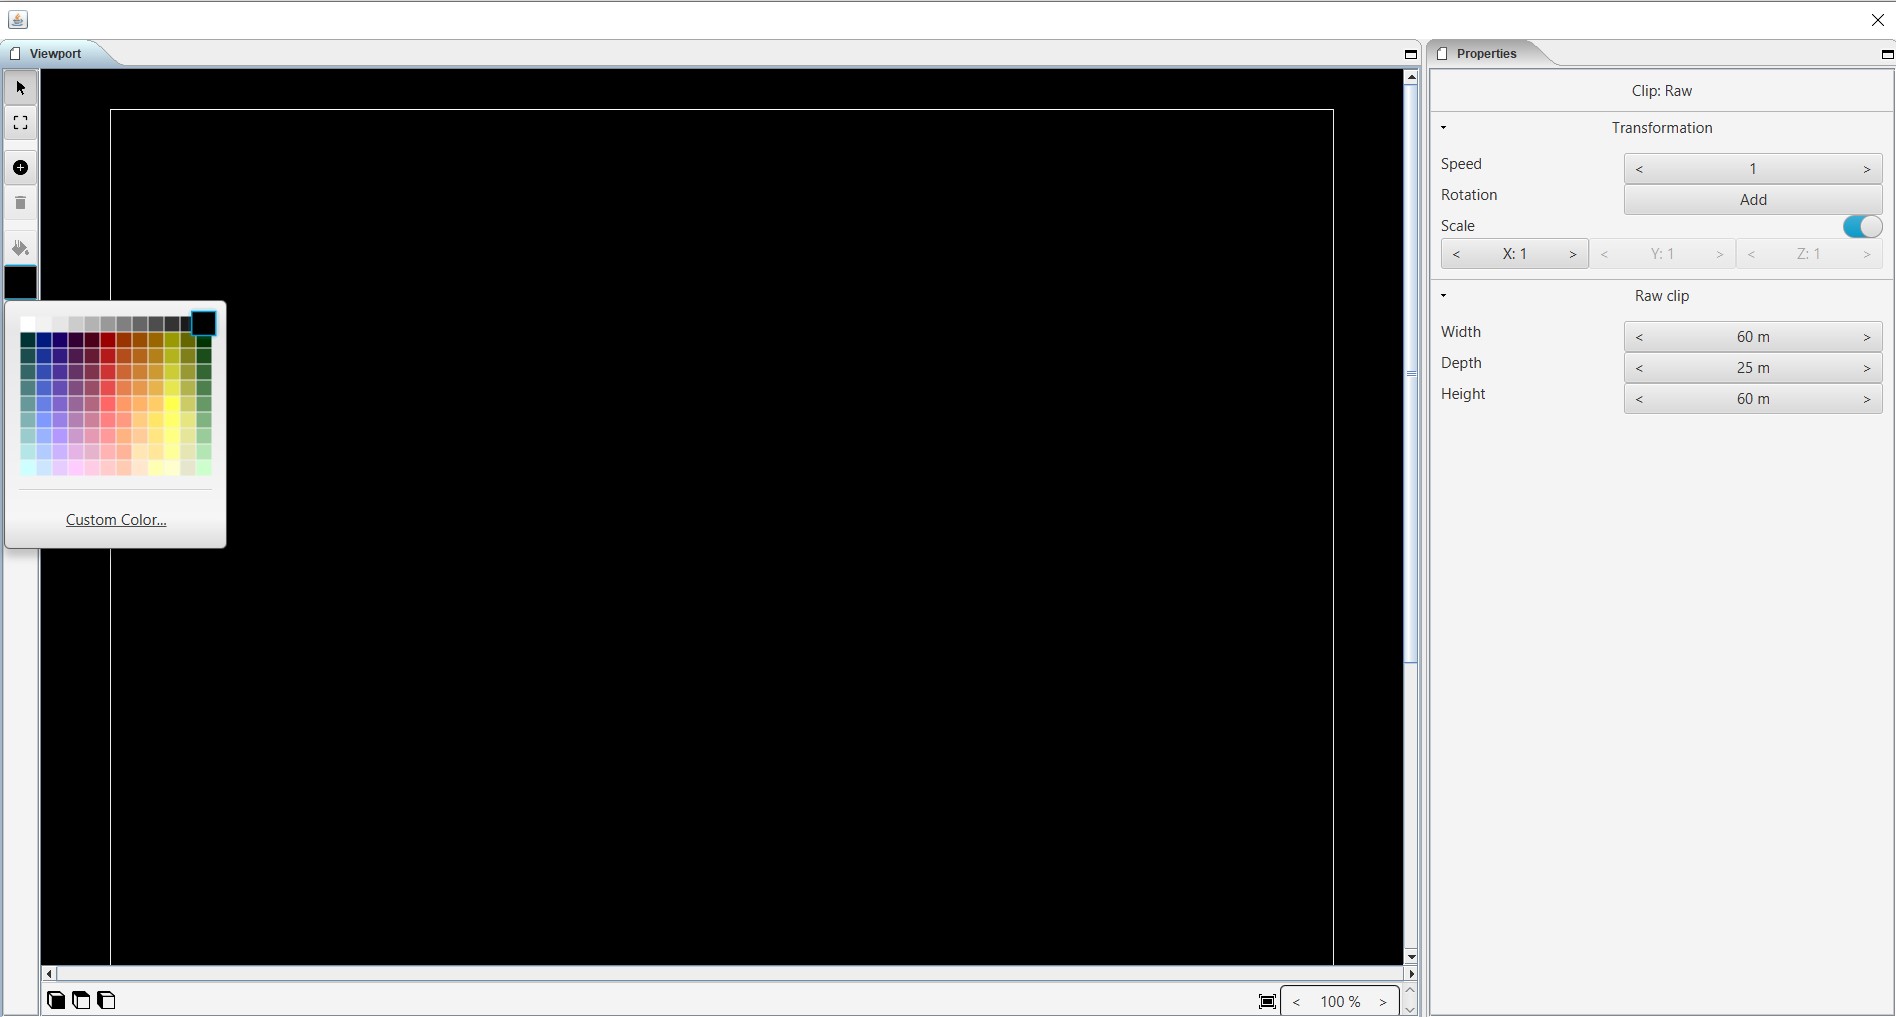 Viewport
Properties
Clip: Raw
Transformation
Speed
< 1 >
Rotation
Add
Scale
< X: 1 > < Y: 1 > < Z: 1 >
Raw clip
Width
< 60 m >
Depth
< 25 m >
Height
< 60 m >
Custom Color...
< 100 % >